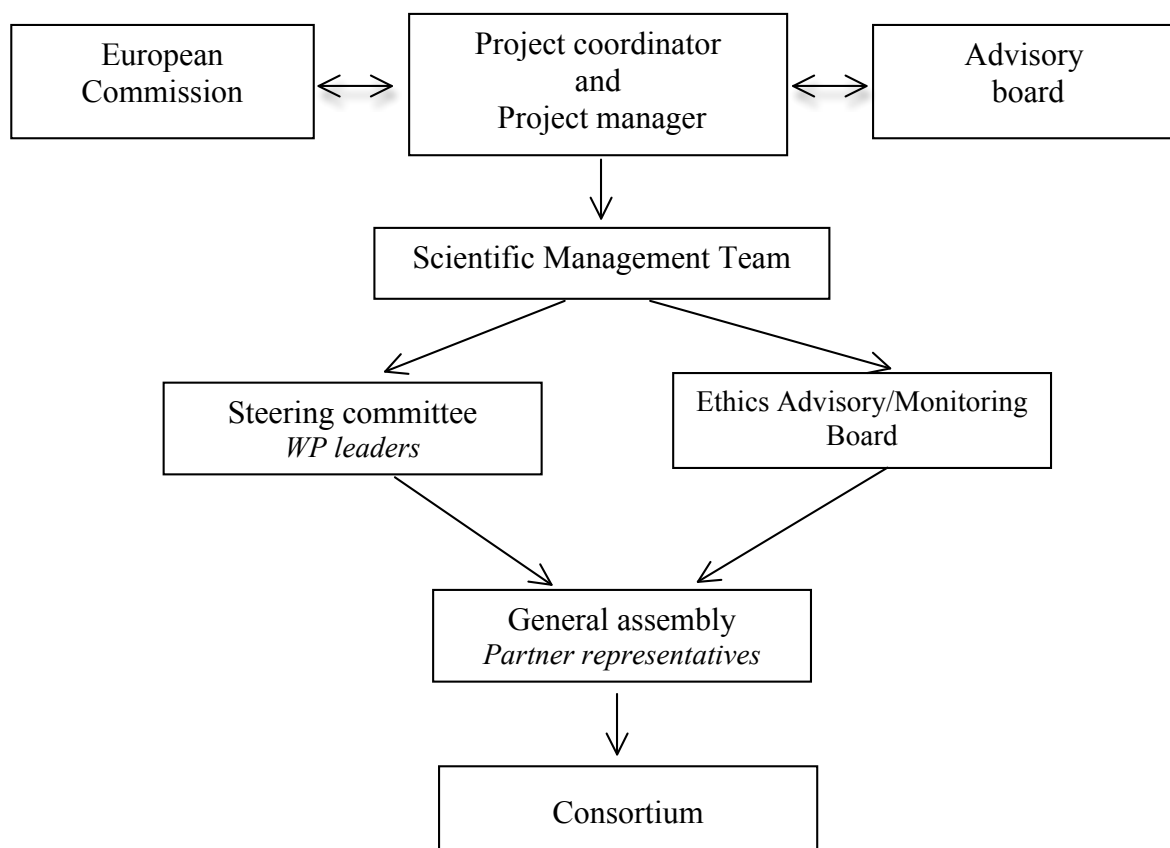 European
Commission
Project coordinator
and
Project manager
Advisory
board
Scientific Management Team
Steering committee
WP leaders
Ethics Advisory/Monitoring
Board
General assembly
Partner representatives
Consortium